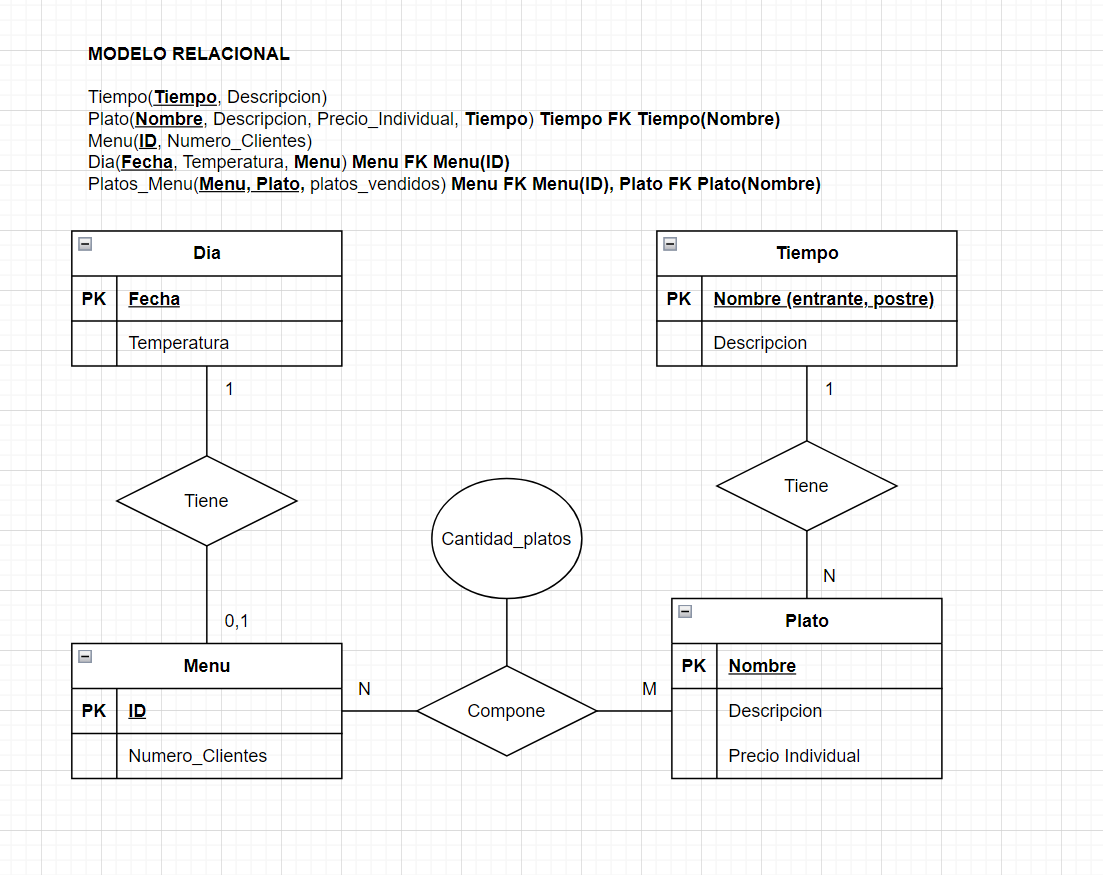 MODELO RELACIONAL
Tiempo(Tiempo, Descripcion)
Plato(Nombre, Descripcion, Precio_Individual, Tiempo) Tiempo FK Tiempo(Nombre)
Menu(ID, Numero_Clientes)
Dia(Fecha, Temperatura, Menu) Menu FK Menu(ID)
Platos_Menu(Menu, Plato, platos_vendidos) Menu FK Menu(ID), Plato FK Plato(Nombre)
Dia
PK Fecha
Temperatura
Tiempo
PK Nombre (entrante, postre)
Descripcion
1
1
Tiene
Tiene
Cantidad_platos
0,1
N
Menu
PK ID
Numero_Clientes
N
Compone
M
Plato
PK Nombre
Descripcion
Precio Individual